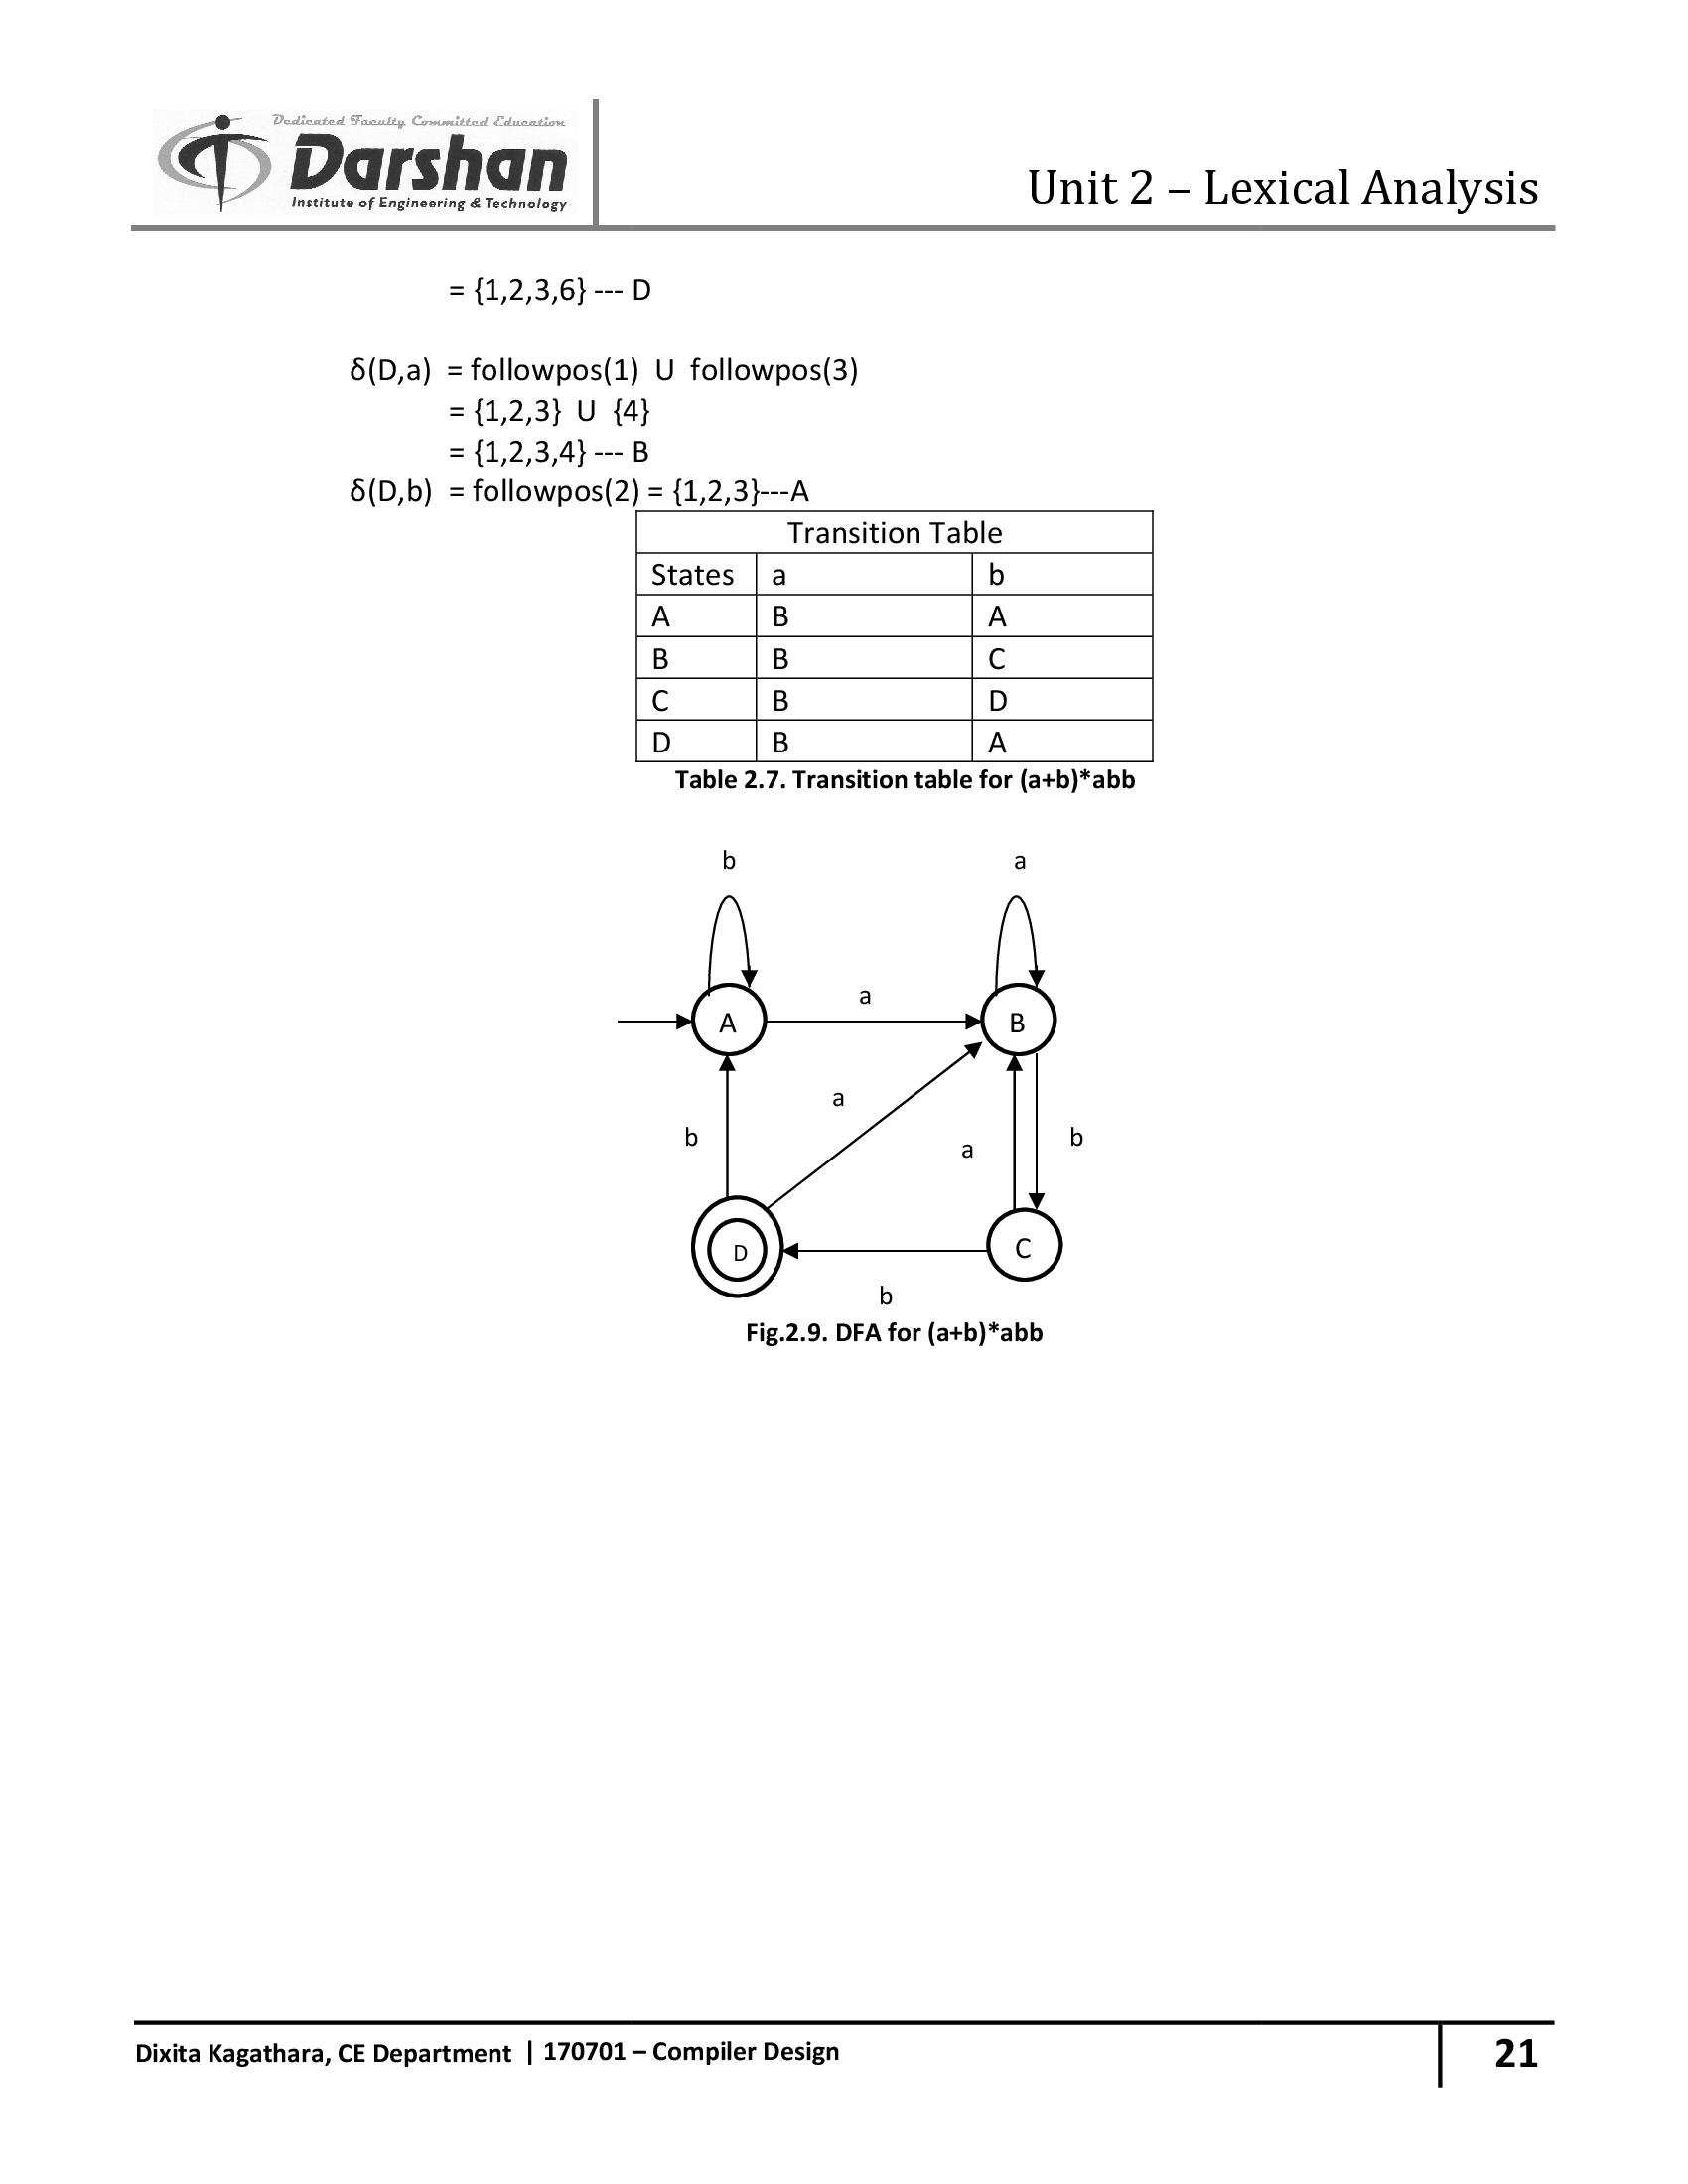 Dedicated Faculty Committed Education
Darshan
Institute of Engineering & Technology
Unit 2 – Lexical Analysis
= {1,2,3,6} --- D
δ(D,a) = followpos(1) U followpos(3)
= {1,2,3} U {4}
= {1,2,3,4} --- B
δ(D,b) = followpos(2) = {1,2,3}---A
Transition Table
States a b
A B A
B B C
C B D
D B A
Table 2.7. Transition table for (a+b)*abb
b a
a
A B
a
b a b
D C
b
Fig.2.9. DFA for (a+b)*abb
Dixita Kagathara, CE Department | 170701 – Compiler Design 21